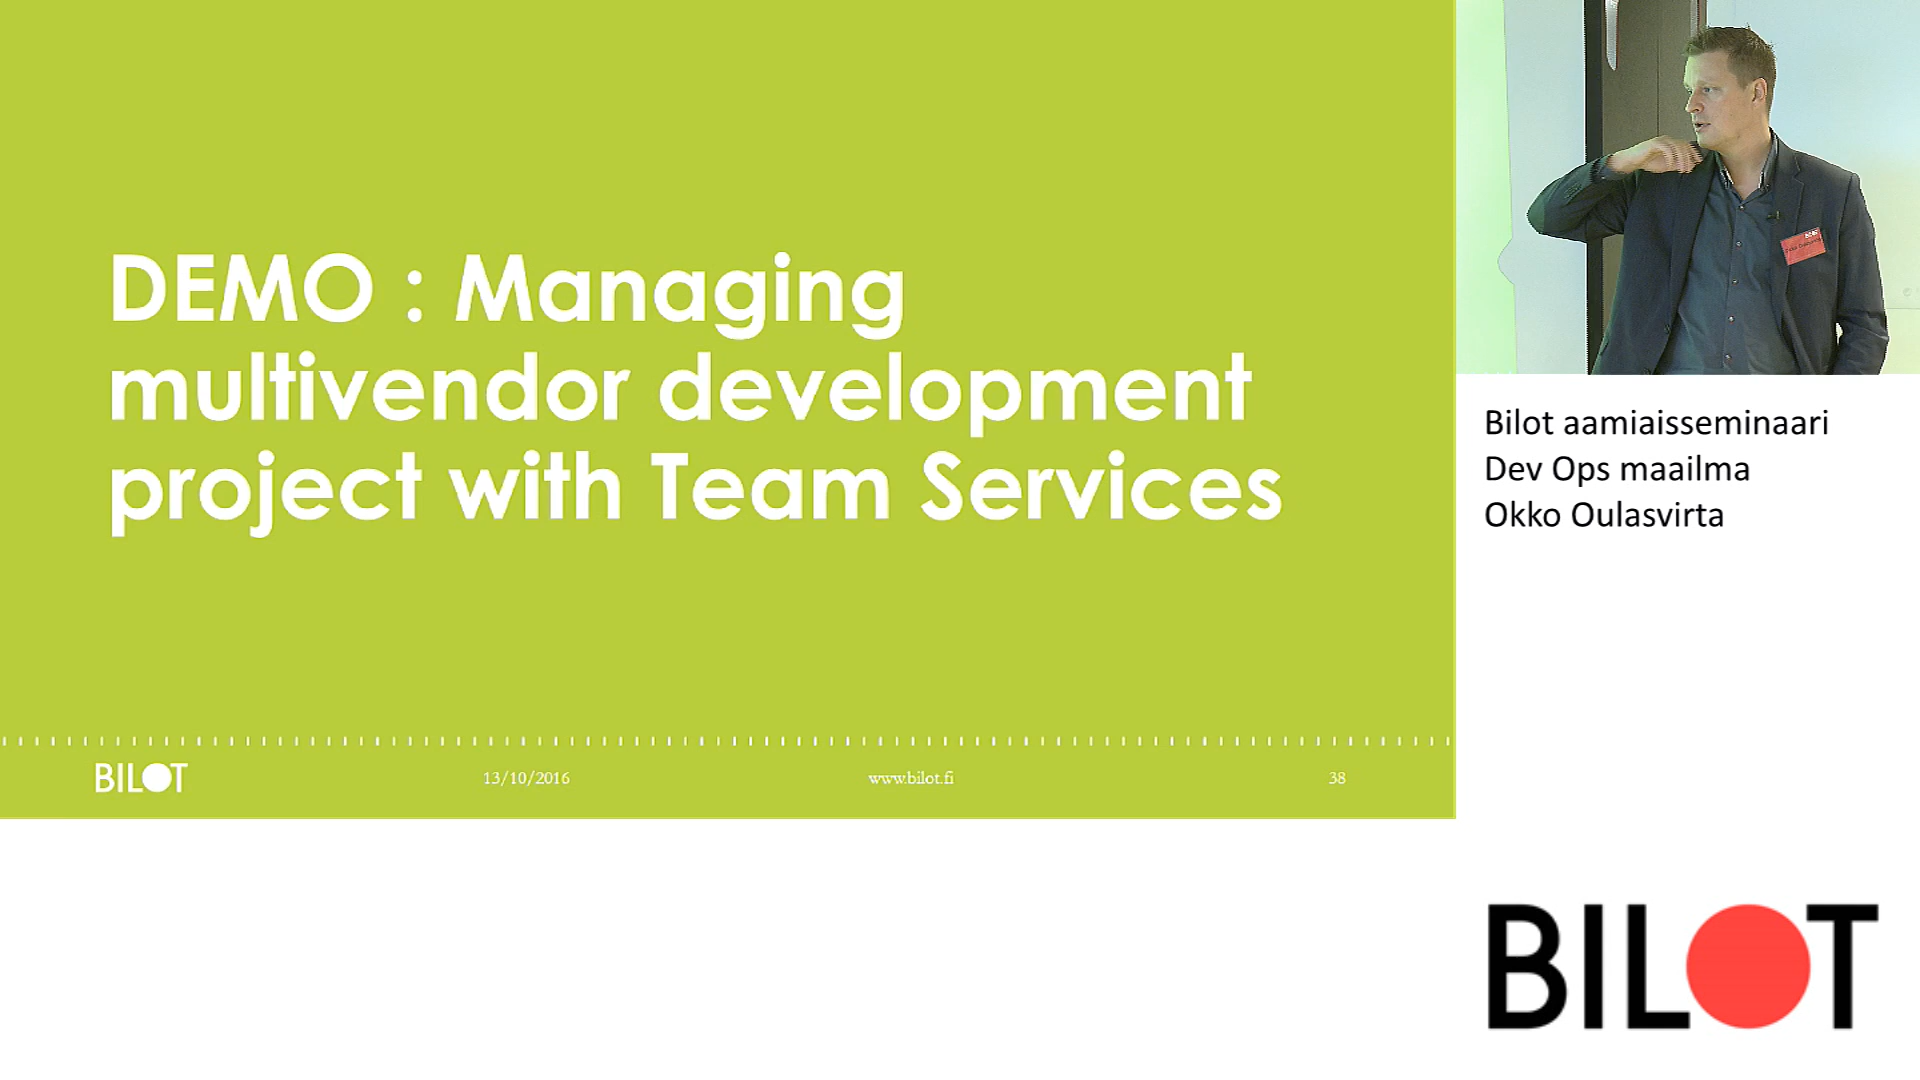 DEMO : Managing
multivendor development
project with Team Services
BILOT
13/10/2016
www.bilot.fi
38
Bilot aamiaisseminaari
Dev Ops maailma
Okko Oulasvirta
BILOT